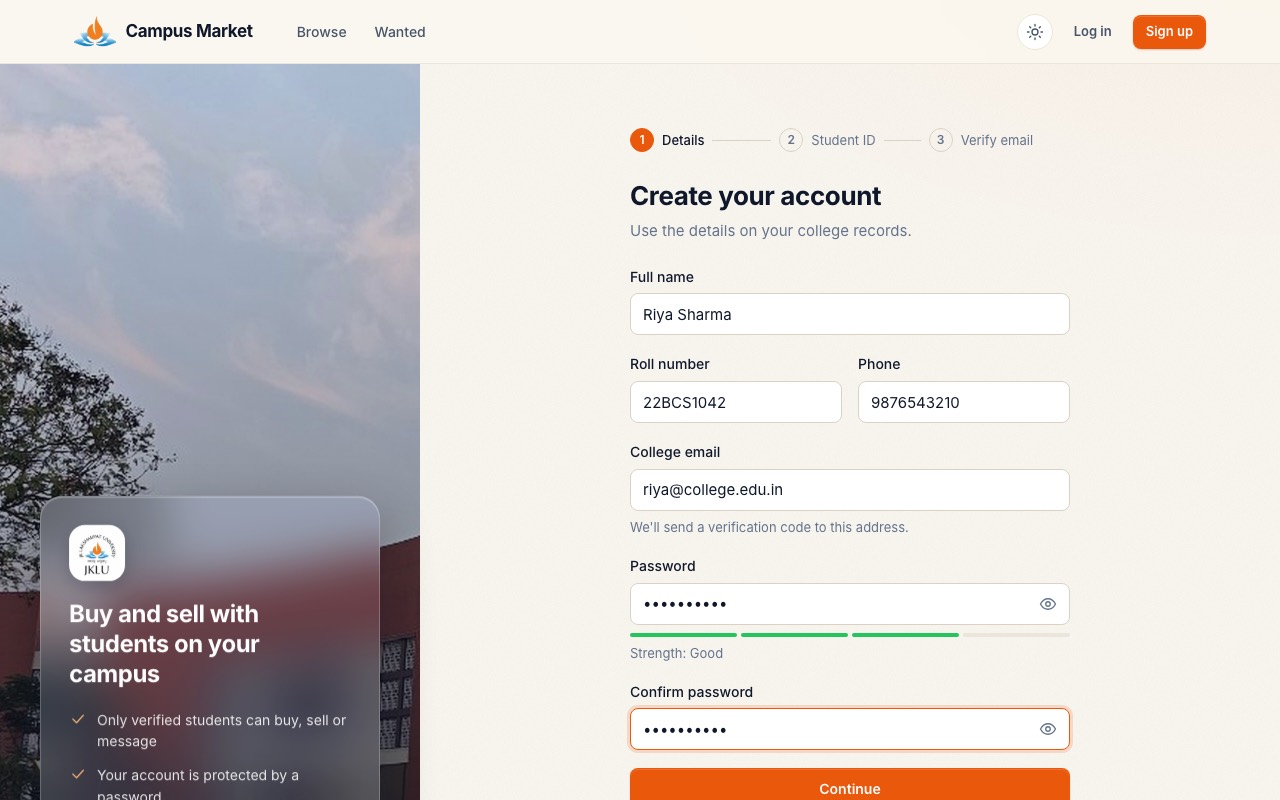 Campus Market
Browse
Wanted
Log in
Sign up
1 Details
2 Student ID
3 Verify email
Create your account
Use the details on your college records.
Full name
Riya Sharma
Roll number
Phone
22BCS1042
9876543210
College email
riya@college.edu.in
We'll send a verification code to this address.
Password
••••••••••
Strength: Good
Confirm password
••••••••••
Continue
JKLU
Buy and sell with
students on your
campus
Only verified students can buy, sell or
message
Your account is protected by a
password